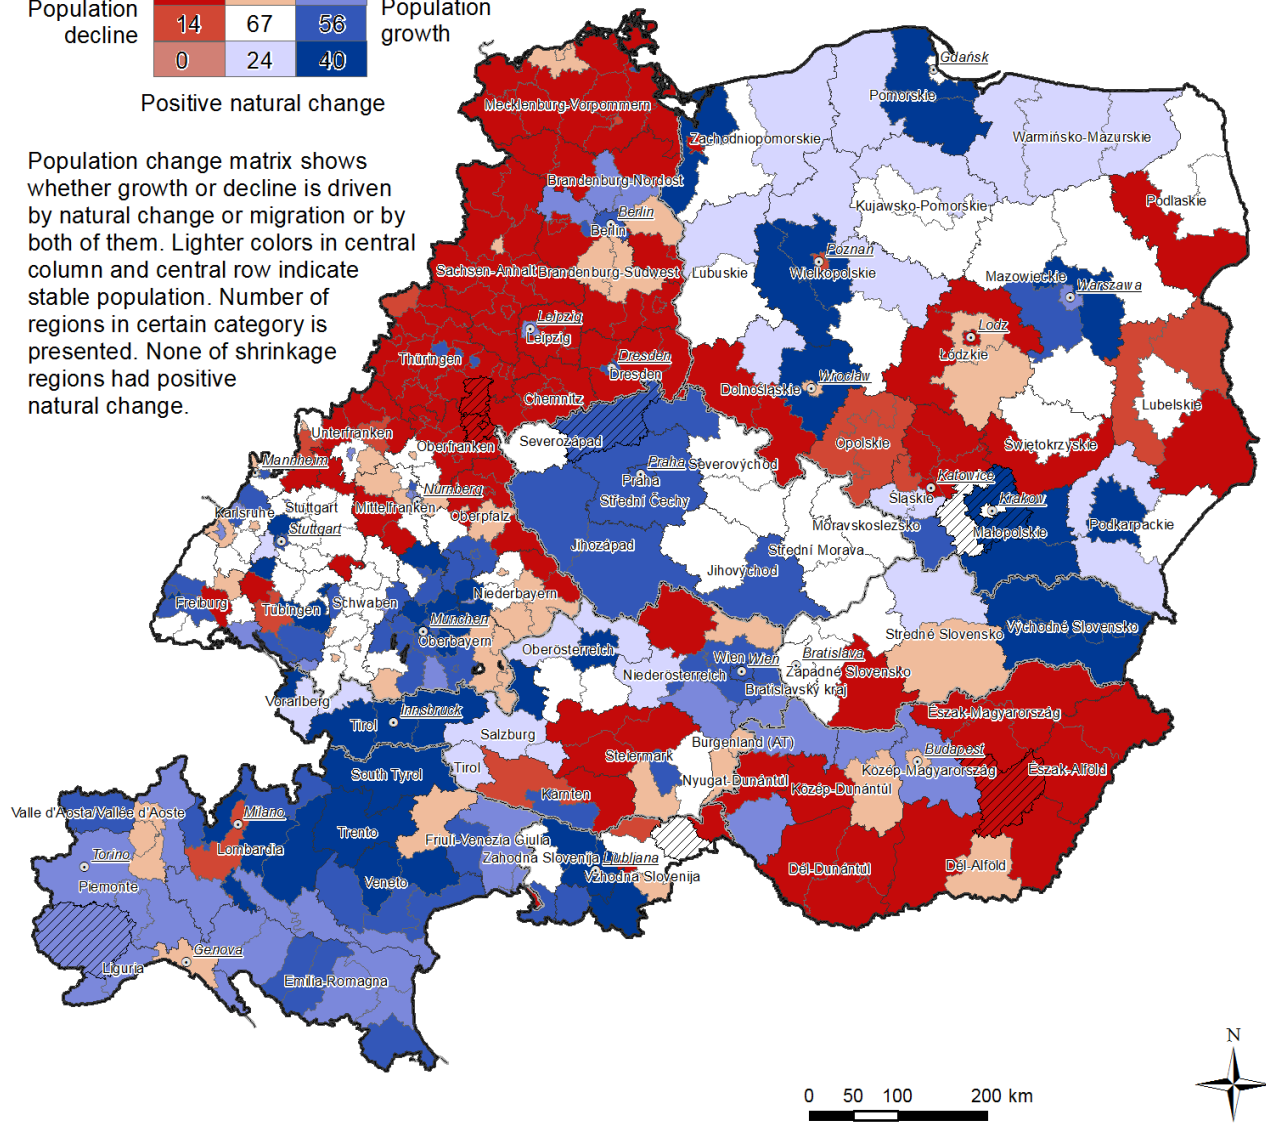 Population
decline
14
67
56
Population
growth
0
24
40
Positive natural change
Population change matrix shows
whether growth or decline is driven
by natural change or migration or by
both of them. Lighter colors in central
column and central row indicate
stable population. Number of
regions in certain category is
presented. None of shrinkage
regions had positive
natural change.
Gdańsk
Pomorskie
Mecklenburg-Vorpommern
Zachodniopomorskie
Warmińsko-Mazurskie
Brandenburg-Nordost
Podlaskie
Kujawsko-Pomorskie
Berlin
Berlin
Poznań
Sachsen-Anhalt
Brandenburg-Südwest
Lubuskie
Wielkopolskie
Mazowieckie
Warszawa
Leipzig
Leipzig
Lodz
Łódzkie
Thüringen
Dresden
Dresden
Wrocław
Dolnośląskie
Chemnitz
Lubelskie
Unterfranken
Oberfranken
Severozápad
Opolskie
Świętokrzyskie
Mannheim
Praha
Praha
Severovýchod
Katowice
Nürnberg
Śląskie
Krakow
Karlsruhe
Stuttgart
Mittelfranken
Oberpfalz
Střední Čechy
Stuttgart
Moravskoslezsko
Małopolskie
Podkarpackie
Jihozápad
Střední Morava
Jihovýchod
Freiburg
Tübingen
Schwaben
Niederbayern
München
Oberbayern
Východné Slovensko
Stredné Slovensko
Oberösterreich
Wien
Wien
Bratislava
Niederösterreich
Západné Slovensko
Bratislavský kraj
Vorarlberg
Innsbruck
Tirol
Salzburg
Burgenland (AT)
Észak-Magyarország
Budapest
South Tyrol
Tirol
Steiermark
Nyugat-Dunántúl
Közép-Magyarország
Észak-Alföld
Kärnten
Közép-Dunántúl
Valle d'Aosta/Vallée d'Aoste
Milano
Trento
Friuli-Venezia Giulia
Torino
Lombardia
Zahodna Slovenija
Ljubljana
Piemonte
Veneto
Vzhodna Slovenija
Dél-Dunántúl
Dél-Alföld
Genova
Liguria
Emilia-Romagna
N
0 50 100 200 km